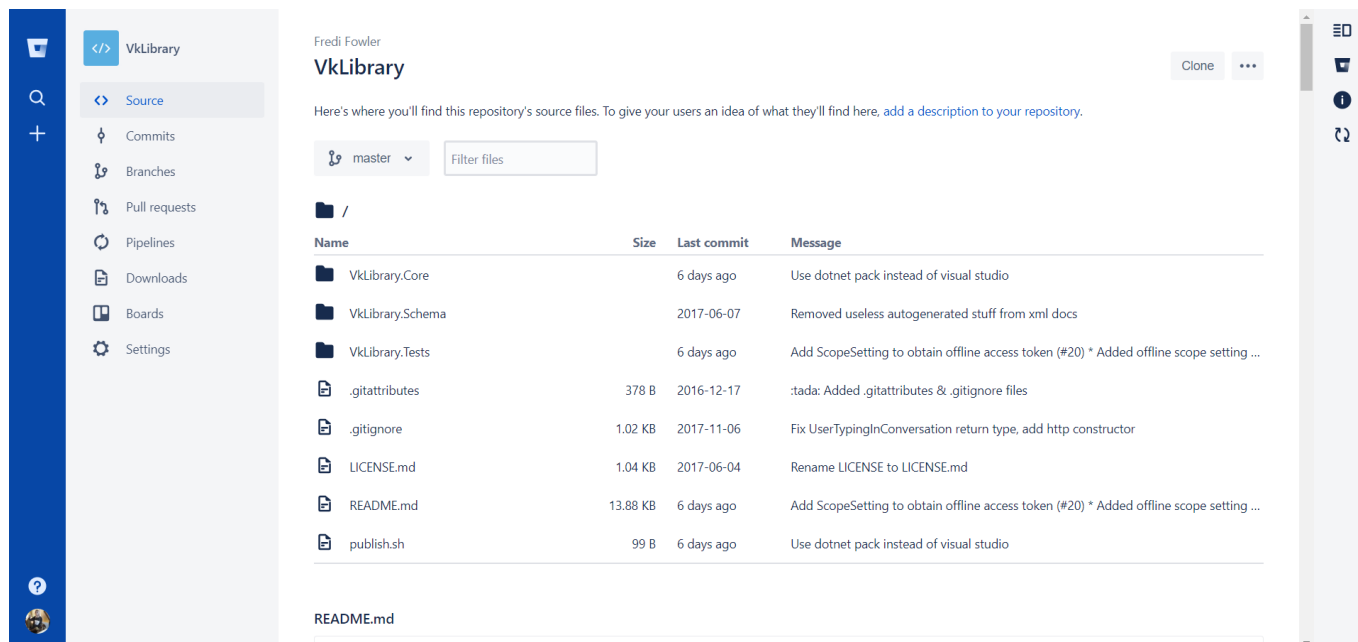 </> VkLibrary
Source
Commits
Branches
Pull requests
Pipelines
Downloads
Boards
Settings
Fredi Fowler
VkLibrary
Clone
Here's where you'll find this repository's source files. To give your users an idea of what they'll find here, add a description to your repository.
master Filter files
/
Name Size Last commit Message
VkLibrary.Core 6 days ago Use dotnet pack instead of visual studio
VkLibrary.Schema 2017-06-07 Removed useless autogenerated stuff from xml docs
VkLibrary.Tests 6 days ago Add ScopeSetting to obtain offline access token (#20) * Added offline scope setting ...
.gitattributes 378 B 2016-12-17 :tada: Added .gitattributes & .gitignore files
.gitignore 1.02 KB 2017-11-06 Fix UserTypingInConversation return type, add http constructor
LICENSE.md 1.04 KB 2017-06-04 Rename LICENSE to LICENSE.md
README.md 13.88 KB 6 days ago Add ScopeSetting to obtain offline access token (#20) * Added offline scope setting ...
publish.sh 99 B 6 days ago Use dotnet pack instead of visual studio
README.md